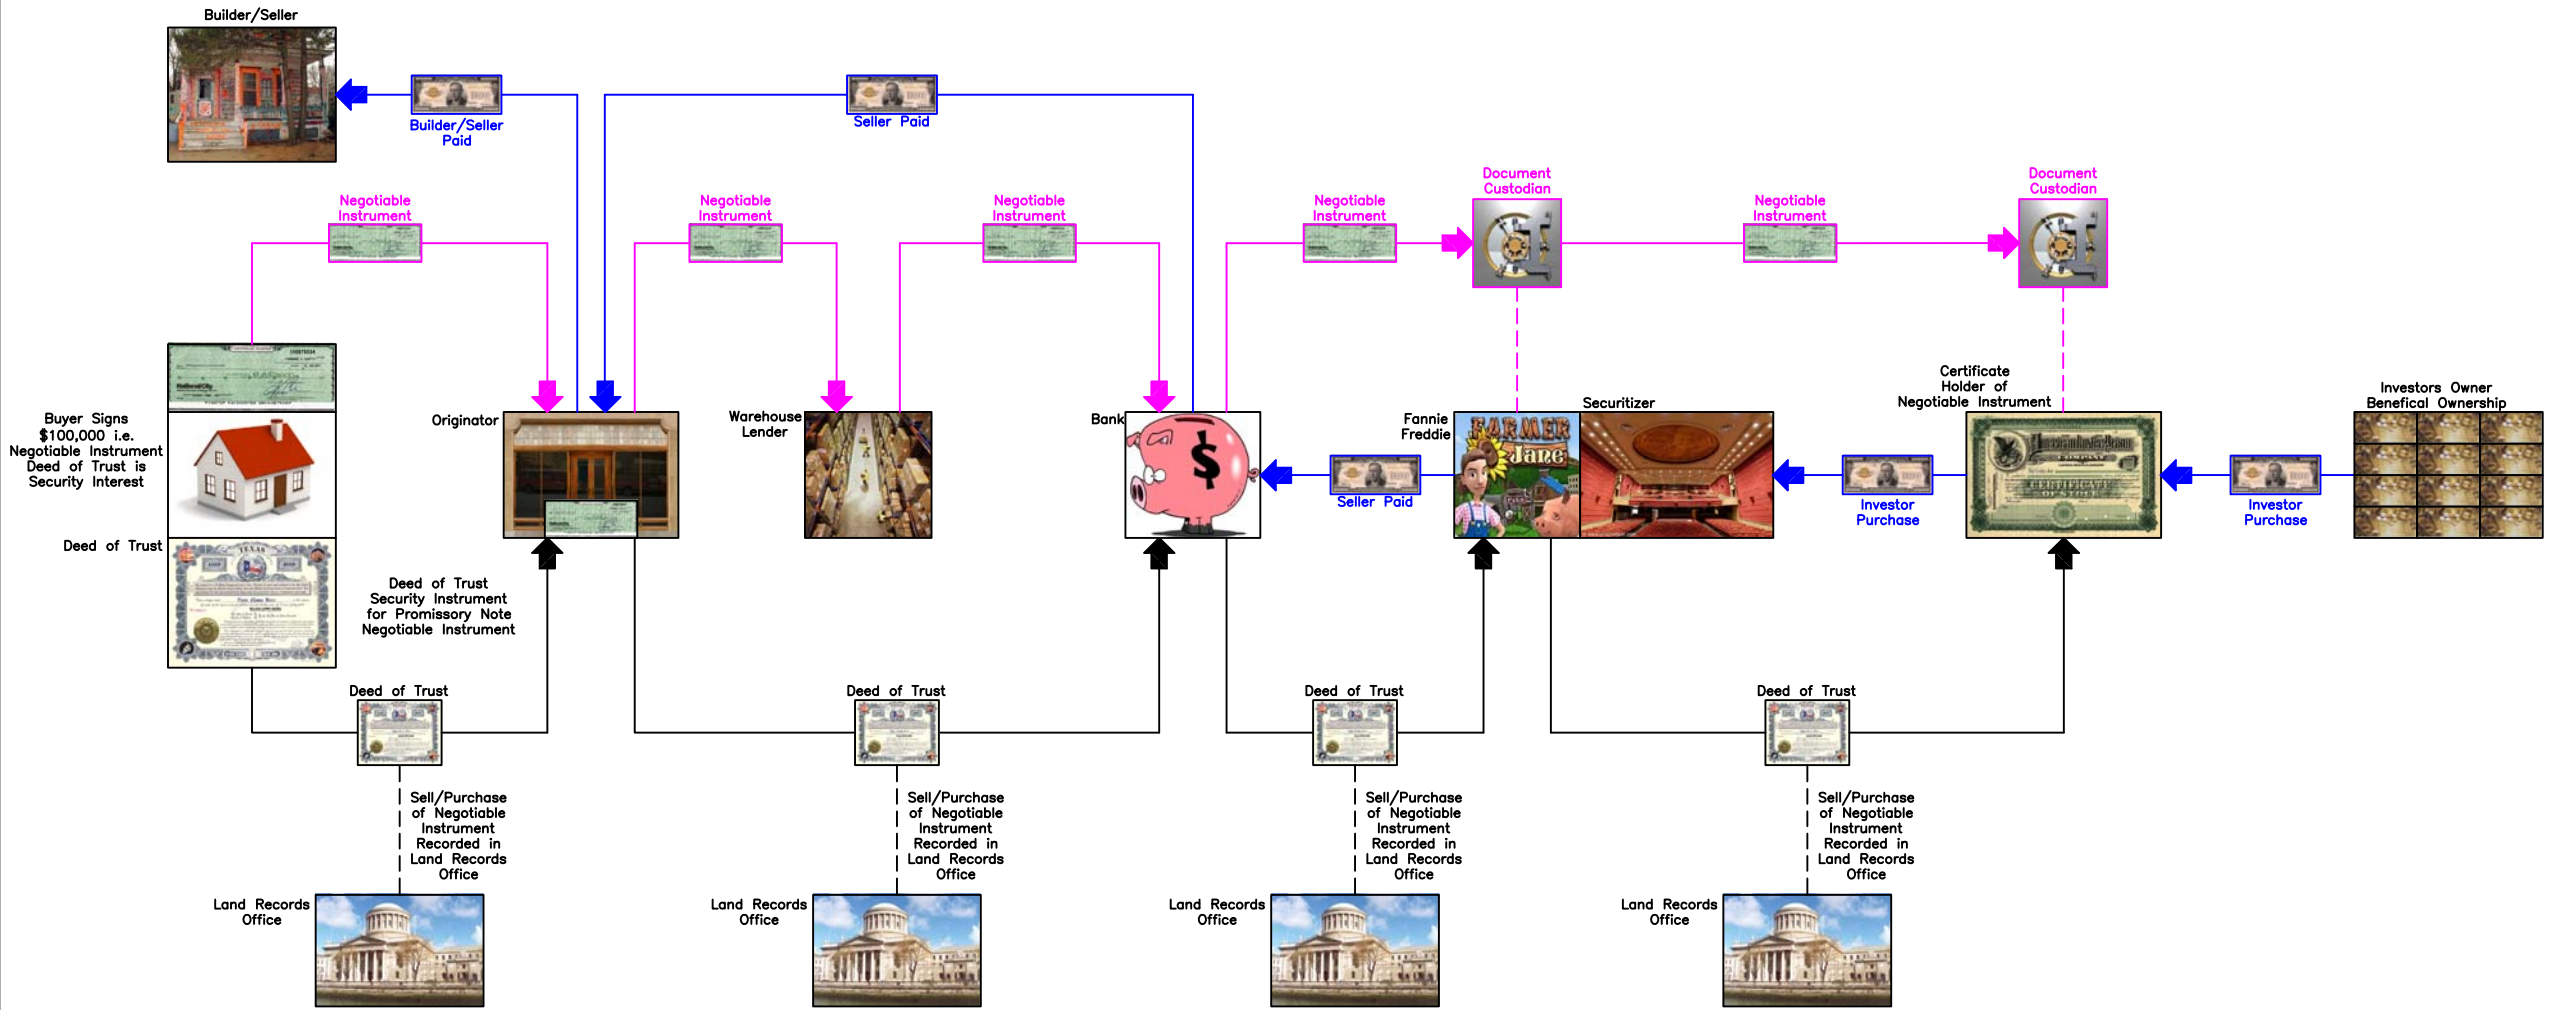 Builder/Seller
Builder/Seller
Paid
Seller Paid
Negotiable
Instrument
Negotiable
Instrument
Negotiable
Instrument
Negotiable
Instrument
Document
Custodian
Negotiable
Instrument
Document
Custodian
Buyer Signs
$100,000 i.e.
Negotiable Instrument
Deed of Trust is
Security Interest
Originator
Warehouse
Lender
Bank
$
Fannie
Freddie
FARMER
Jane
Securitizer
Certificate
Holder of
Negotiable Instrument
Investors Owner
Benefical Ownership
Seller Paid
Investor
Purchase
Investor
Purchase
Deed of Trust
TEXAS
Deed of Trust
Security Instrument
for Promissory Note
Negotiable Instrument
Deed of Trust
Deed of Trust
Deed of Trust
Deed of Trust
Sell/Purchase
of Negotiable
Instrument
Recorded in
Land Records
Office
Sell/Purchase
of Negotiable
Instrument
Recorded in
Land Records
Office
Sell/Purchase
of Negotiable
Instrument
Recorded in
Land Records
Office
Sell/Purchase
of Negotiable
Instrument
Recorded in
Land Records
Office
Land Records
Office
Land Records
Office
Land Records
Office
Land Records
Office